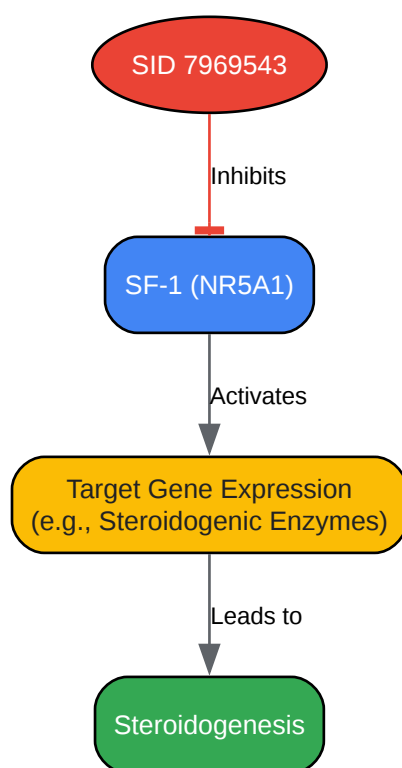 SID 7969543
Inhibits
SF-1 (NR5A1)
Activates
Target Gene Expression
(e.g., Steroidogenic Enzymes)
Leads to
Steroidogenesis